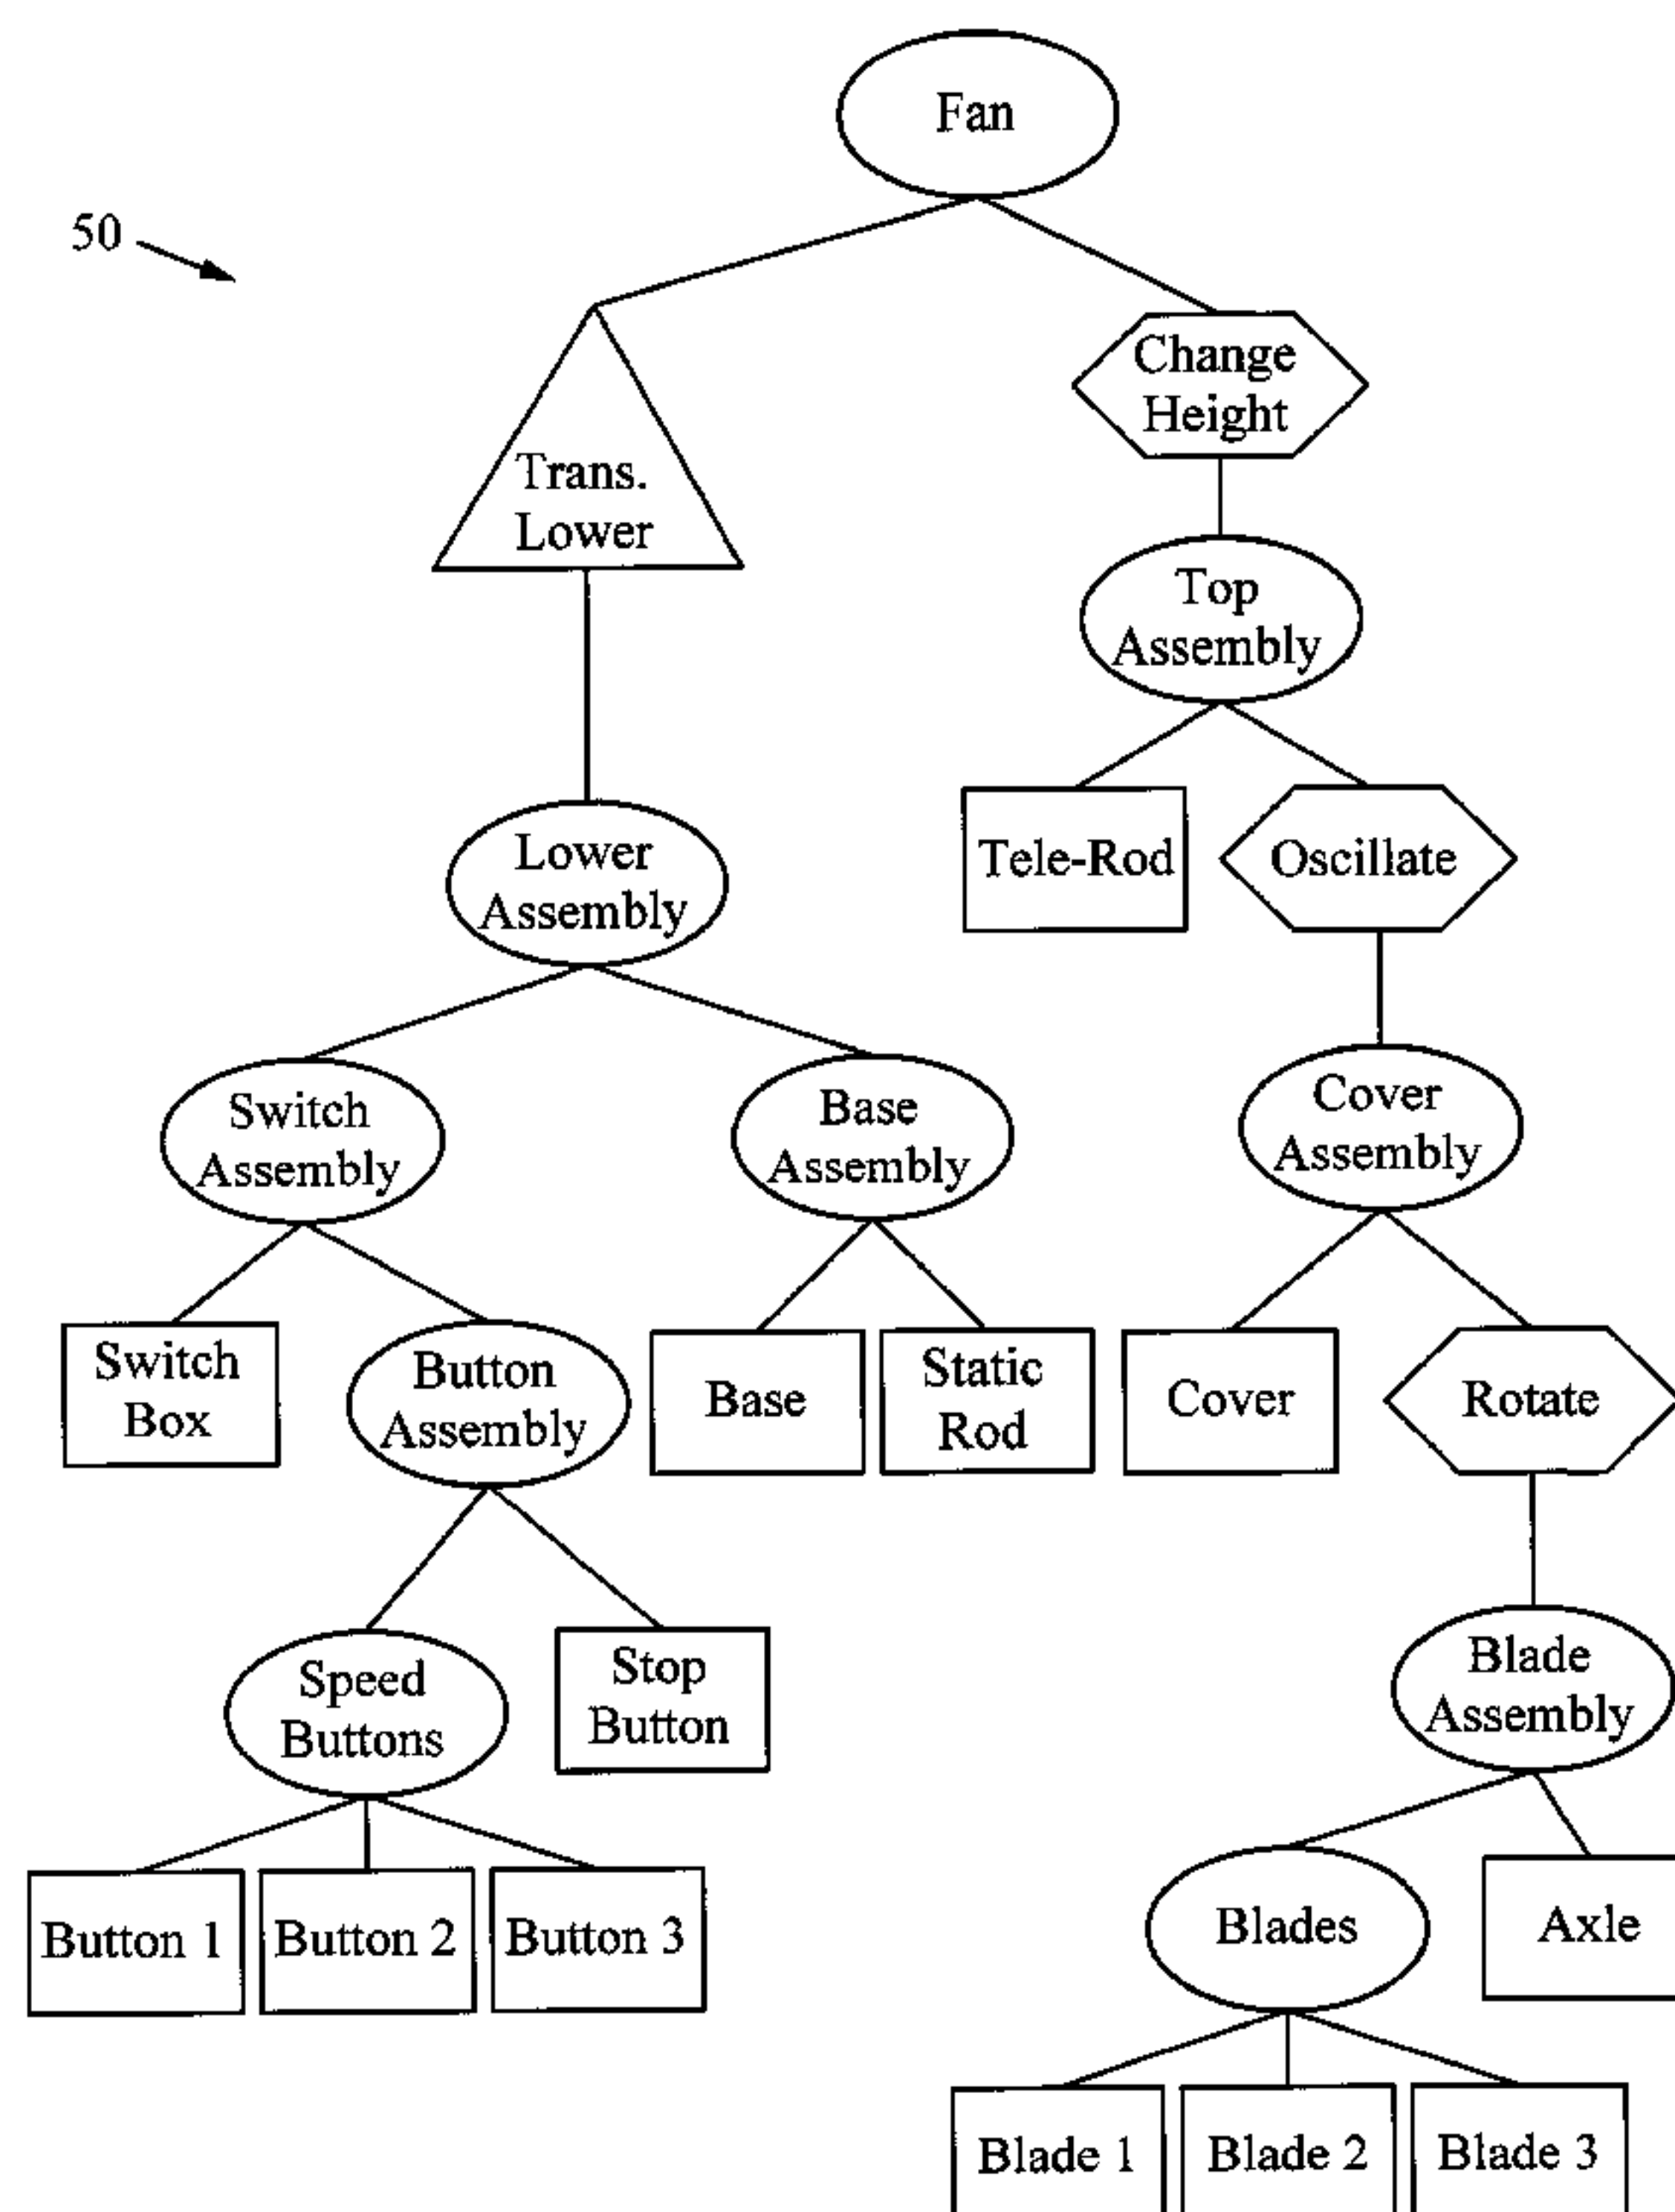 Fan
50
Change
Height
Trans.
Lower
Top
Assembly
Tele-Rod
Oscillate
Lower
Assembly
Switch
Assembly
Base
Assembly
Cover
Assembly
Switch
Box
Button
Assembly
Base
Static
Rod
Cover
Rotate
Speed
Buttons
Stop
Button
Blade
Assembly
Button 1
Button 2
Button 3
Blades
Axle
Blade 1
Blade 2
Blade 3